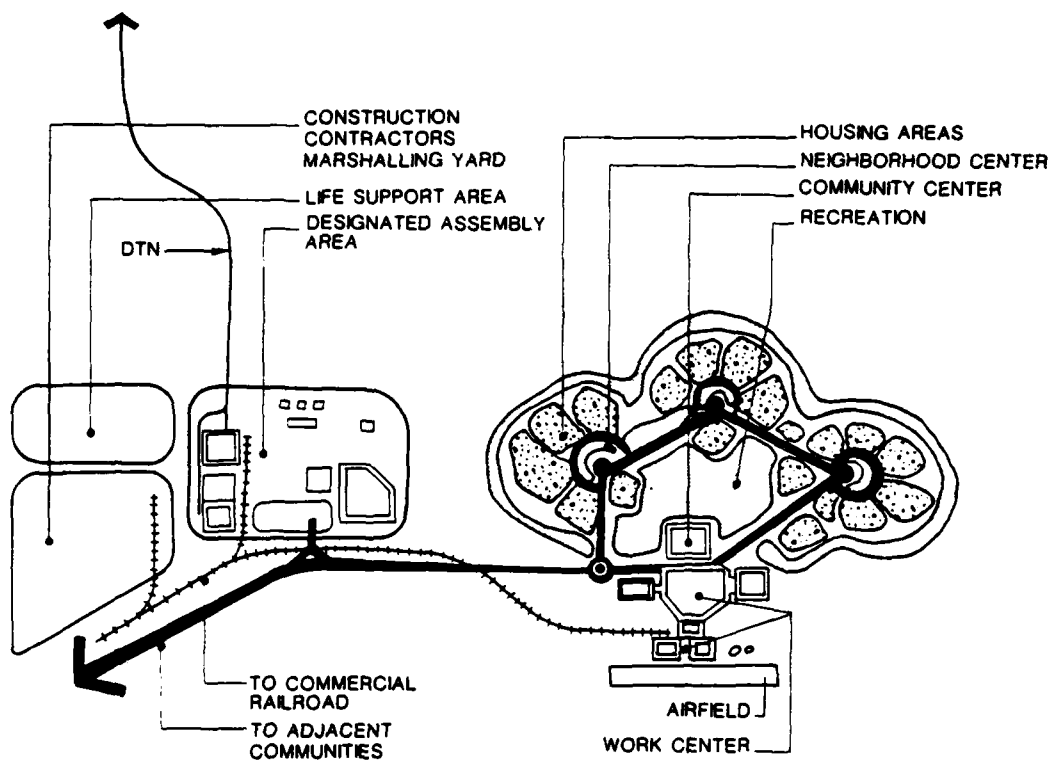 CONSTRUCTION
CONTRACTORS
MARSHALLING YARD
LIFE SUPPORT AREA
DESIGNATED ASSEMBLY
AREA
DTN
HOUSING AREAS
NEIGHBORHOOD CENTER
COMMUNITY CENTER
RECREATION
TO COMMERCIAL
RAILROAD
TO ADJACENT
COMMUNITIES
AIRFIELD
WORK CENTER